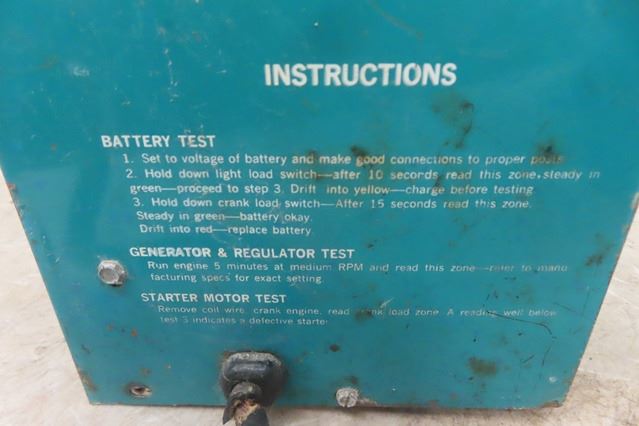 INSTRUCTIONS
BATTERY TEST
1. Set to voltage of battery and make good connections to proper posts
2. Hold down light load switch—after 10 seconds read this zone, steady in
green—proceed to step 3. Drift into yellow—charge before testing.
3. Hold down crank load switch—After 15 seconds read this zone.
Steady in green—battery okay.
Drift into red—replace battery.
GENERATOR & REGULATOR TEST
Run engine 5 minutes at medium RPM and read this zone—refer to manu
facturing specs for exact setting.
STARTER MOTOR TEST
Remove coil wire, crank engine, read crank load zone. A reading well below
test 3 indicates a defective starter